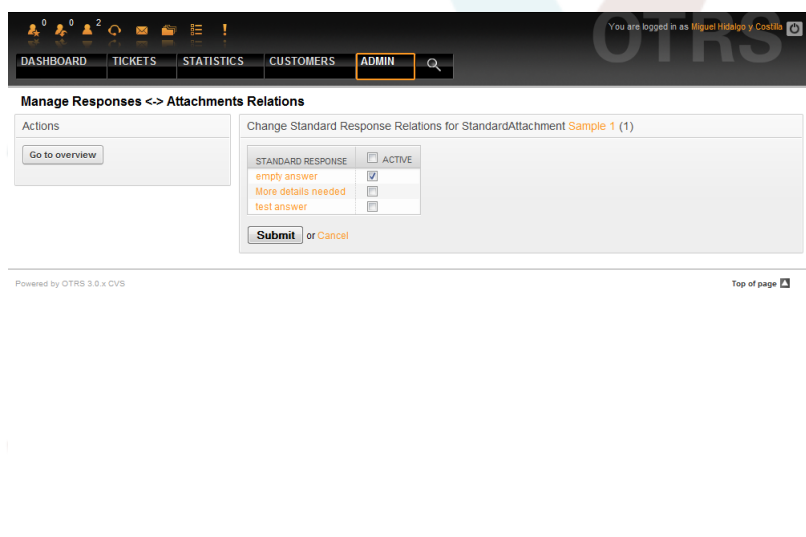 0 0 2
You are logged in as Miguel Hidalgo y Costilla
OTRS
DASHBOARD TICKETS STATISTICS CUSTOMERS ADMIN
Manage Responses <-> Attachments Relations
Actions
Go to overview
Change Standard Response Relations for StandardAttachment Sample 1 (1)
STANDARD RESPONSE ACTIVE
empty answer
More details needed
test answer
Submit or Cancel
Powered by OTRS 3.0.x CVS
Top of page